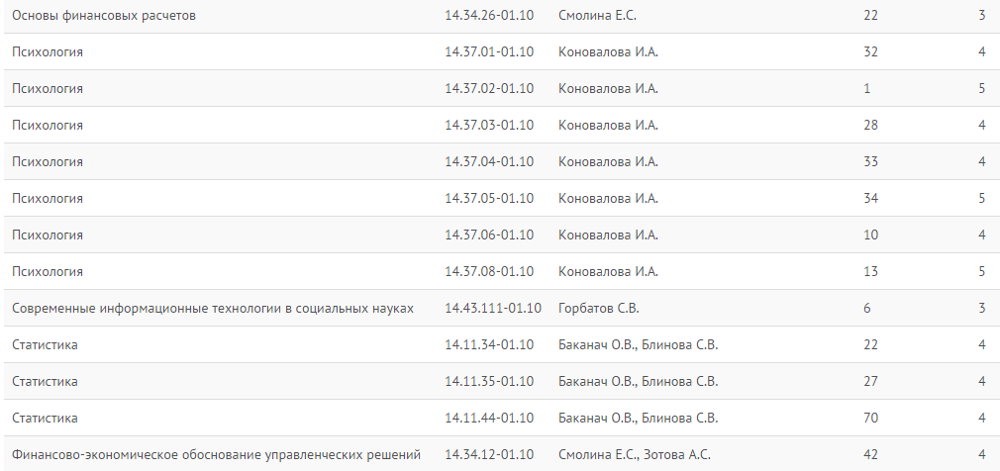 Основы финансовых расчетов 14.34.26-01.10 Смолина Е.С. 22 3
Психология 14.37.01-01.10 Коновалова И.А. 32 4
Психология 14.37.02-01.10 Коновалова И.А. 1 5
Психология 14.37.03-01.10 Коновалова И.А. 28 4
Психология 14.37.04-01.10 Коновалова И.А. 33 4
Психология 14.37.05-01.10 Коновалова И.А. 34 5
Психология 14.37.06-01.10 Коновалова И.А. 10 4
Психология 14.37.08-01.10 Коновалова И.А. 13 5
Современные информационные технологии в социальных науках 14.43.111-01.10 Горбатов С.В. 6 3
Статистика 14.11.34-01.10 Баканач О.В., Блинова С.В. 22 4
Статистика 14.11.35-01.10 Баканач О.В., Блинова С.В. 27 4
Статистика 14.11.44-01.10 Баканач О.В., Блинова С.В. 70 4
Финансово-экономическое обоснование управленческих решений 14.34.12-01.10 Смолина Е.С., Зотова А.С. 42 4